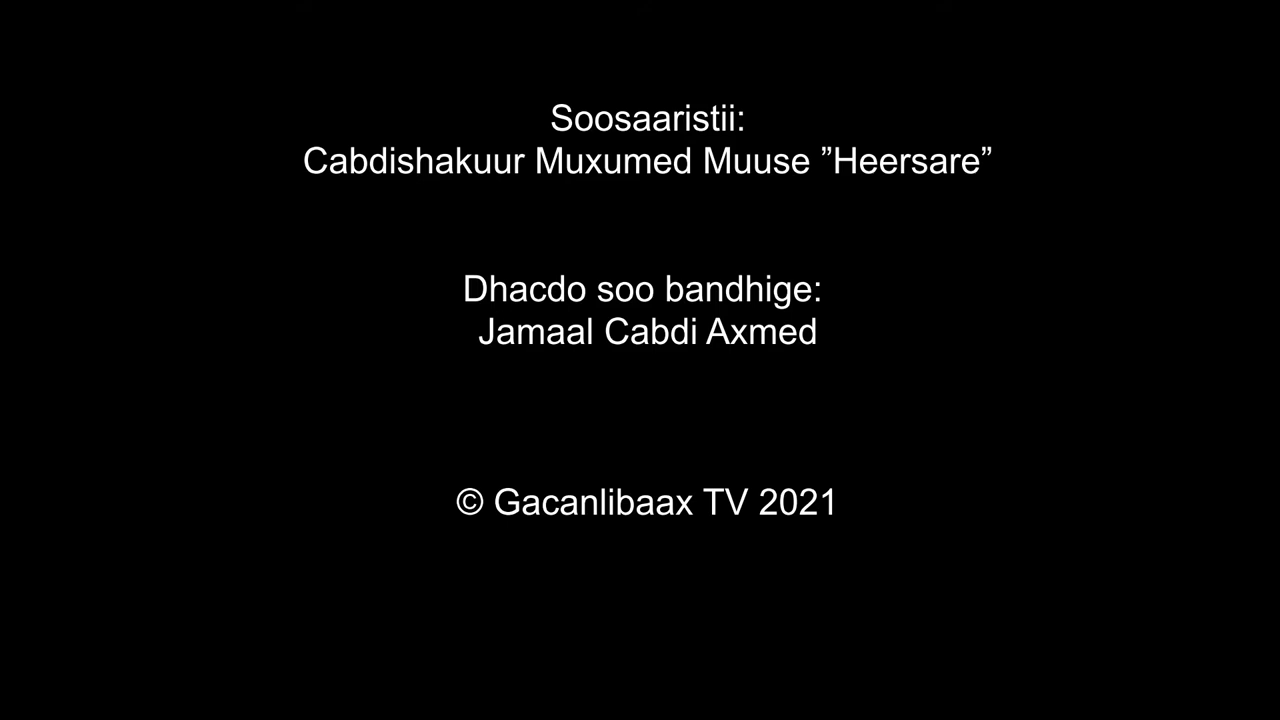 Soosaaristii:
Cabdishakuur Muxumed Muuse ”Heersare”
Dhacdo soo bandhige:
Jamaal Cabdi Axmed
© Gacanlibaax TV 2021